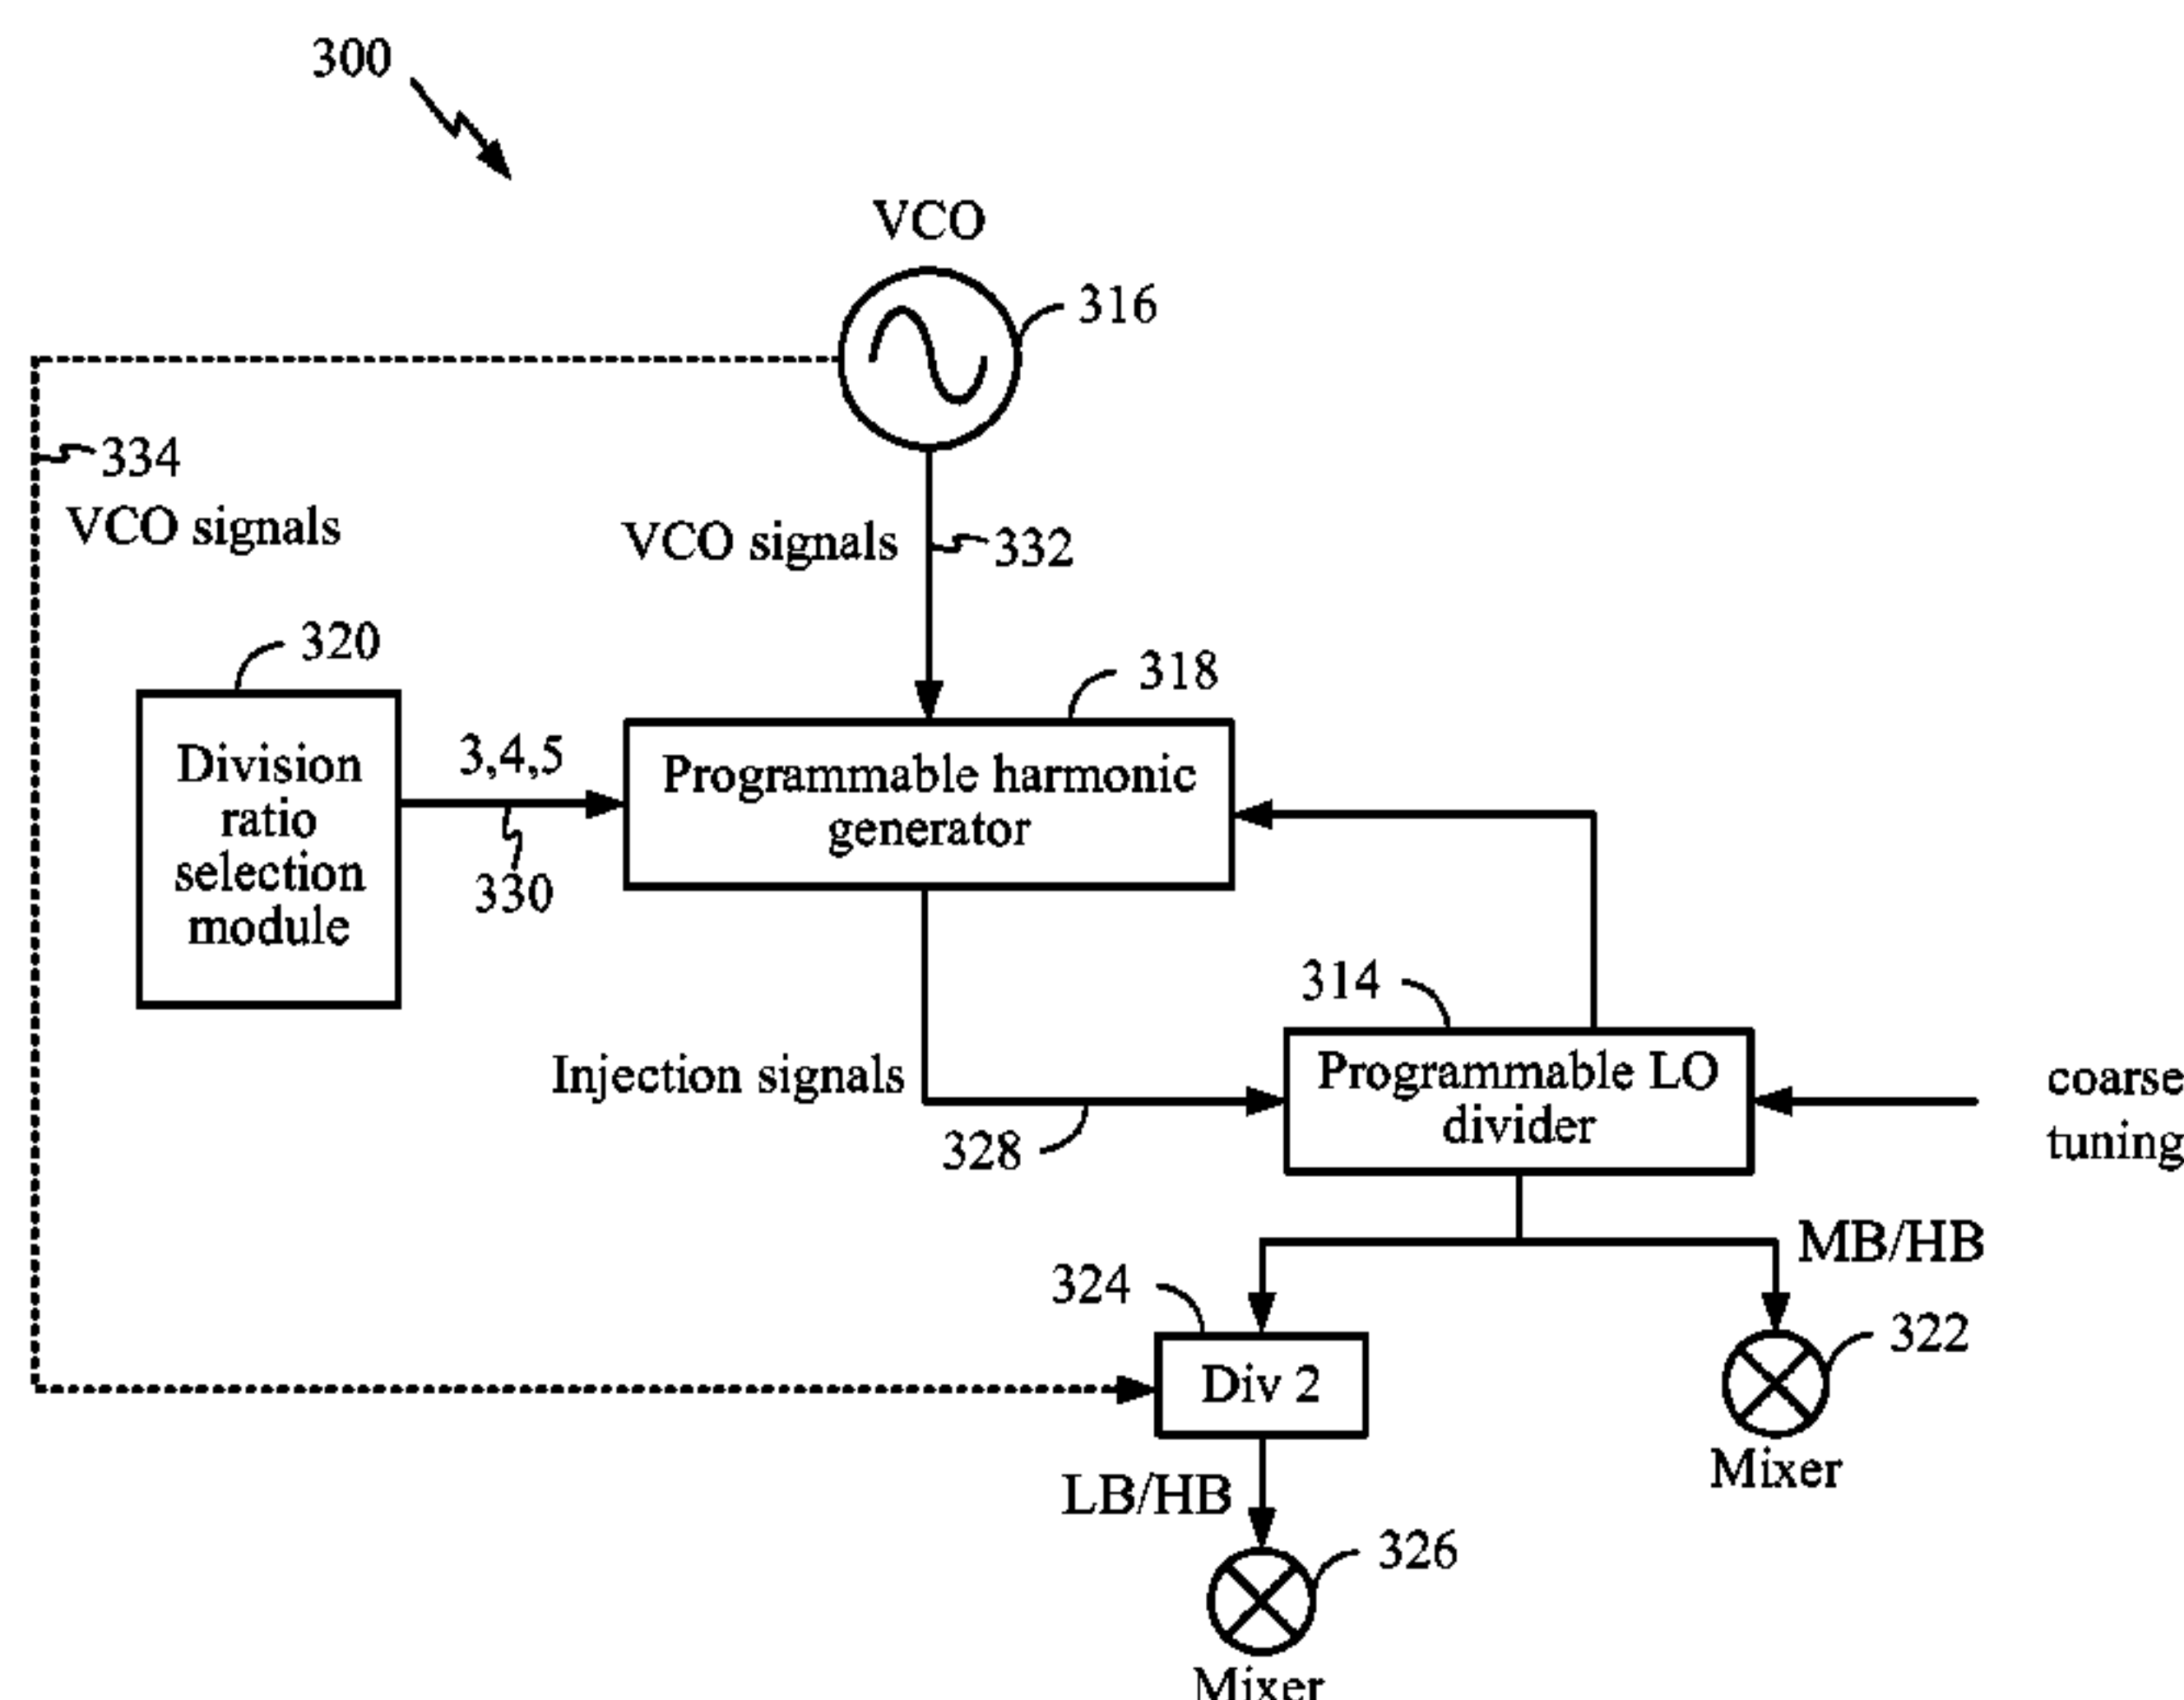 300
VCO
316
334
VCO signals
VCO signals
332
320
318
3,4,5
330
Division
ratio
selection
module
Programmable harmonic
generator
314
Injection signals
328
Programmable LO
divider
coarse
tuning
MB/HB
324
322
Div 2
Mixer
LB/HB
326
Mixer